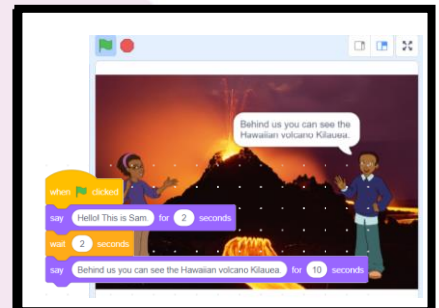 Behind us you can see the
Hawaiian volcano Kilauea.
when clicked
say Hello! This is Sam. for 2 seconds
wait 2 seconds
say Behind us you can see the Hawaiian volcano Kilauea. for 10 seconds